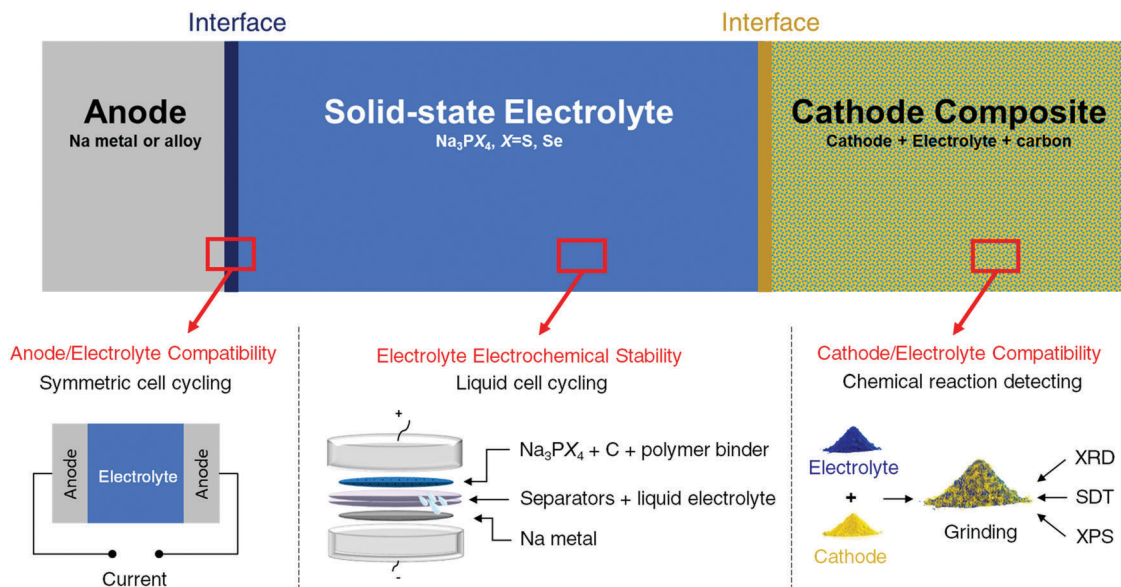 Interface
Interface
Anode
Na metal or alloy
Solid-state Electrolyte
Na₃PX₄, X=S, Se
Cathode Composite
Cathode + Electrolyte + carbon
Anode/Electrolyte Compatibility
Symmetric cell cycling
Anode
Electrolyte
Anode
Current
Electrolyte Electrochemical Stability
Liquid cell cycling
+
Na₃PX₄ + C + polymer binder
Separators + liquid electrolyte
Na metal
-
Cathode/Electrolyte Compatibility
Chemical reaction detecting
Electrolyte
+
Cathode
Grinding
XRD
SDT
XPS